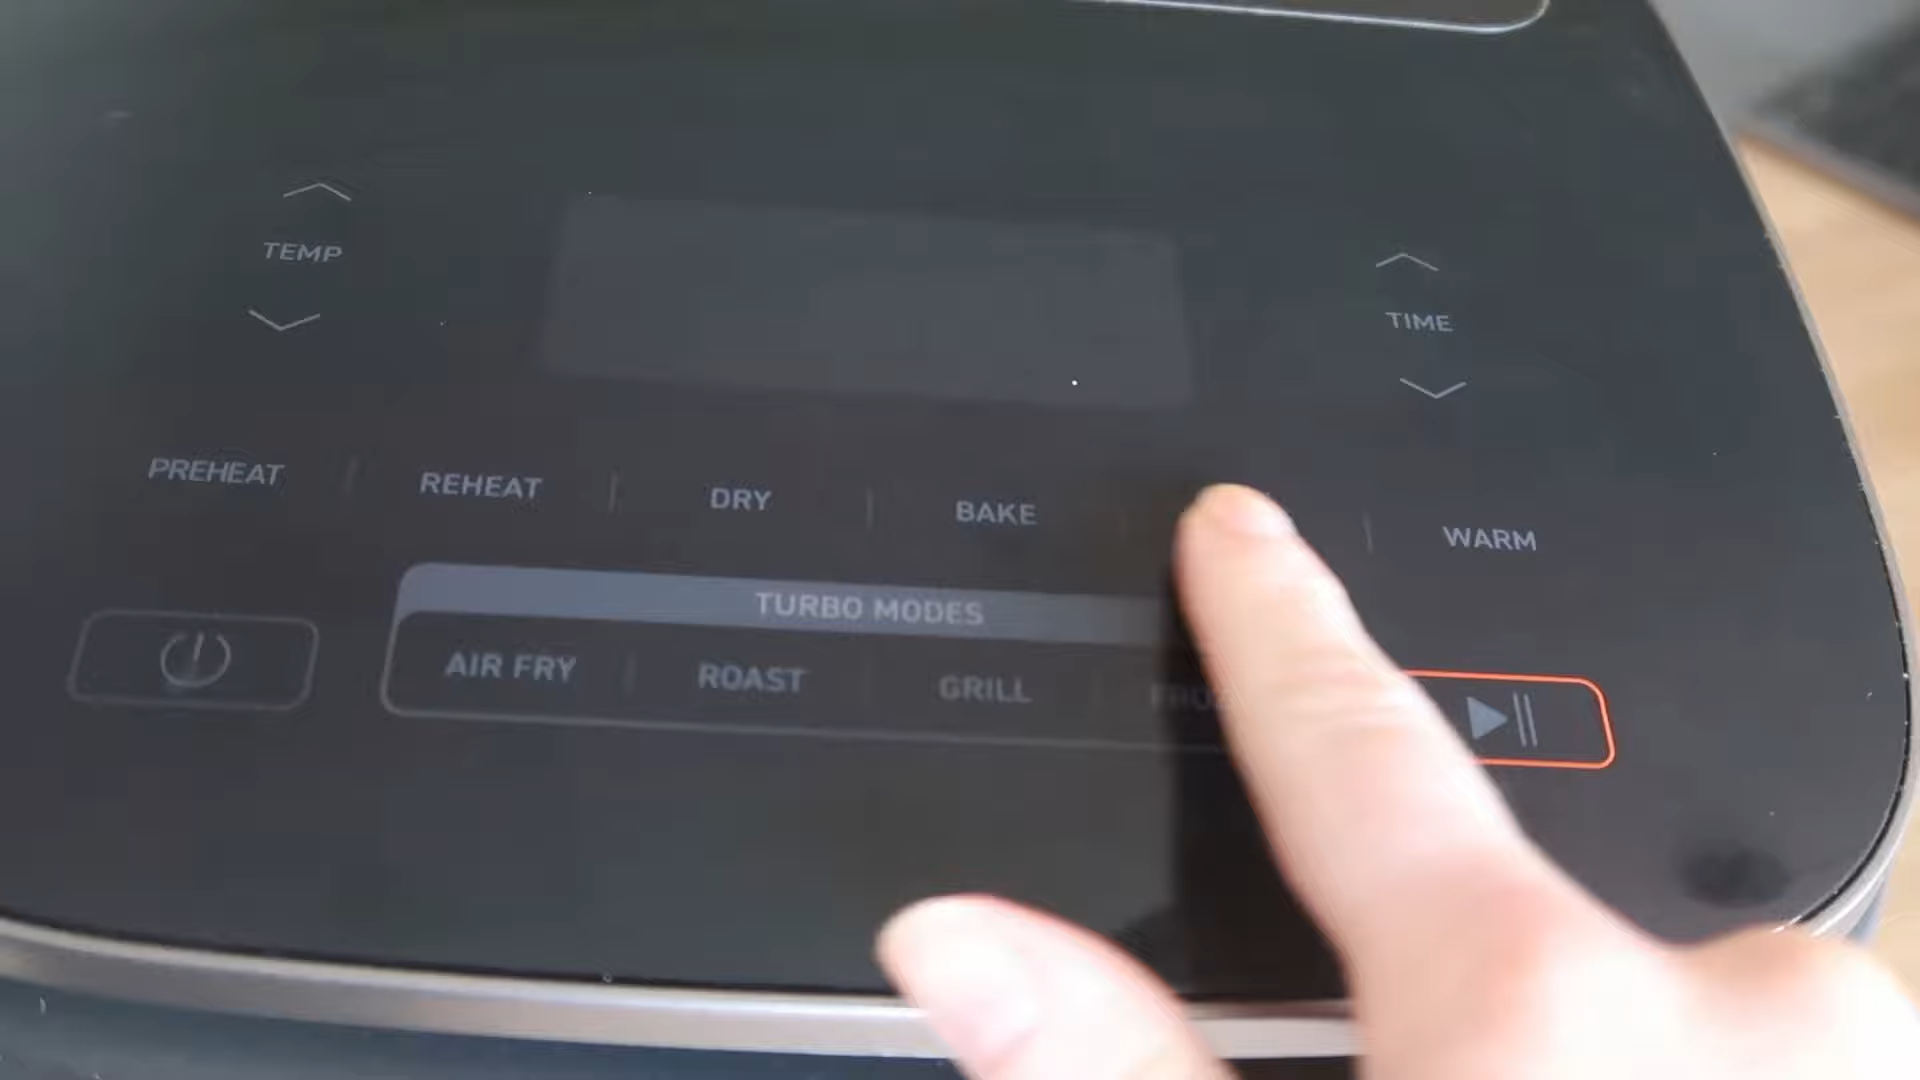 TEMP
TIME
PREHEAT
REHEAT
DRY
BAKE
WARM
TURBO MODES
AIR FRY
ROAST
GRILL